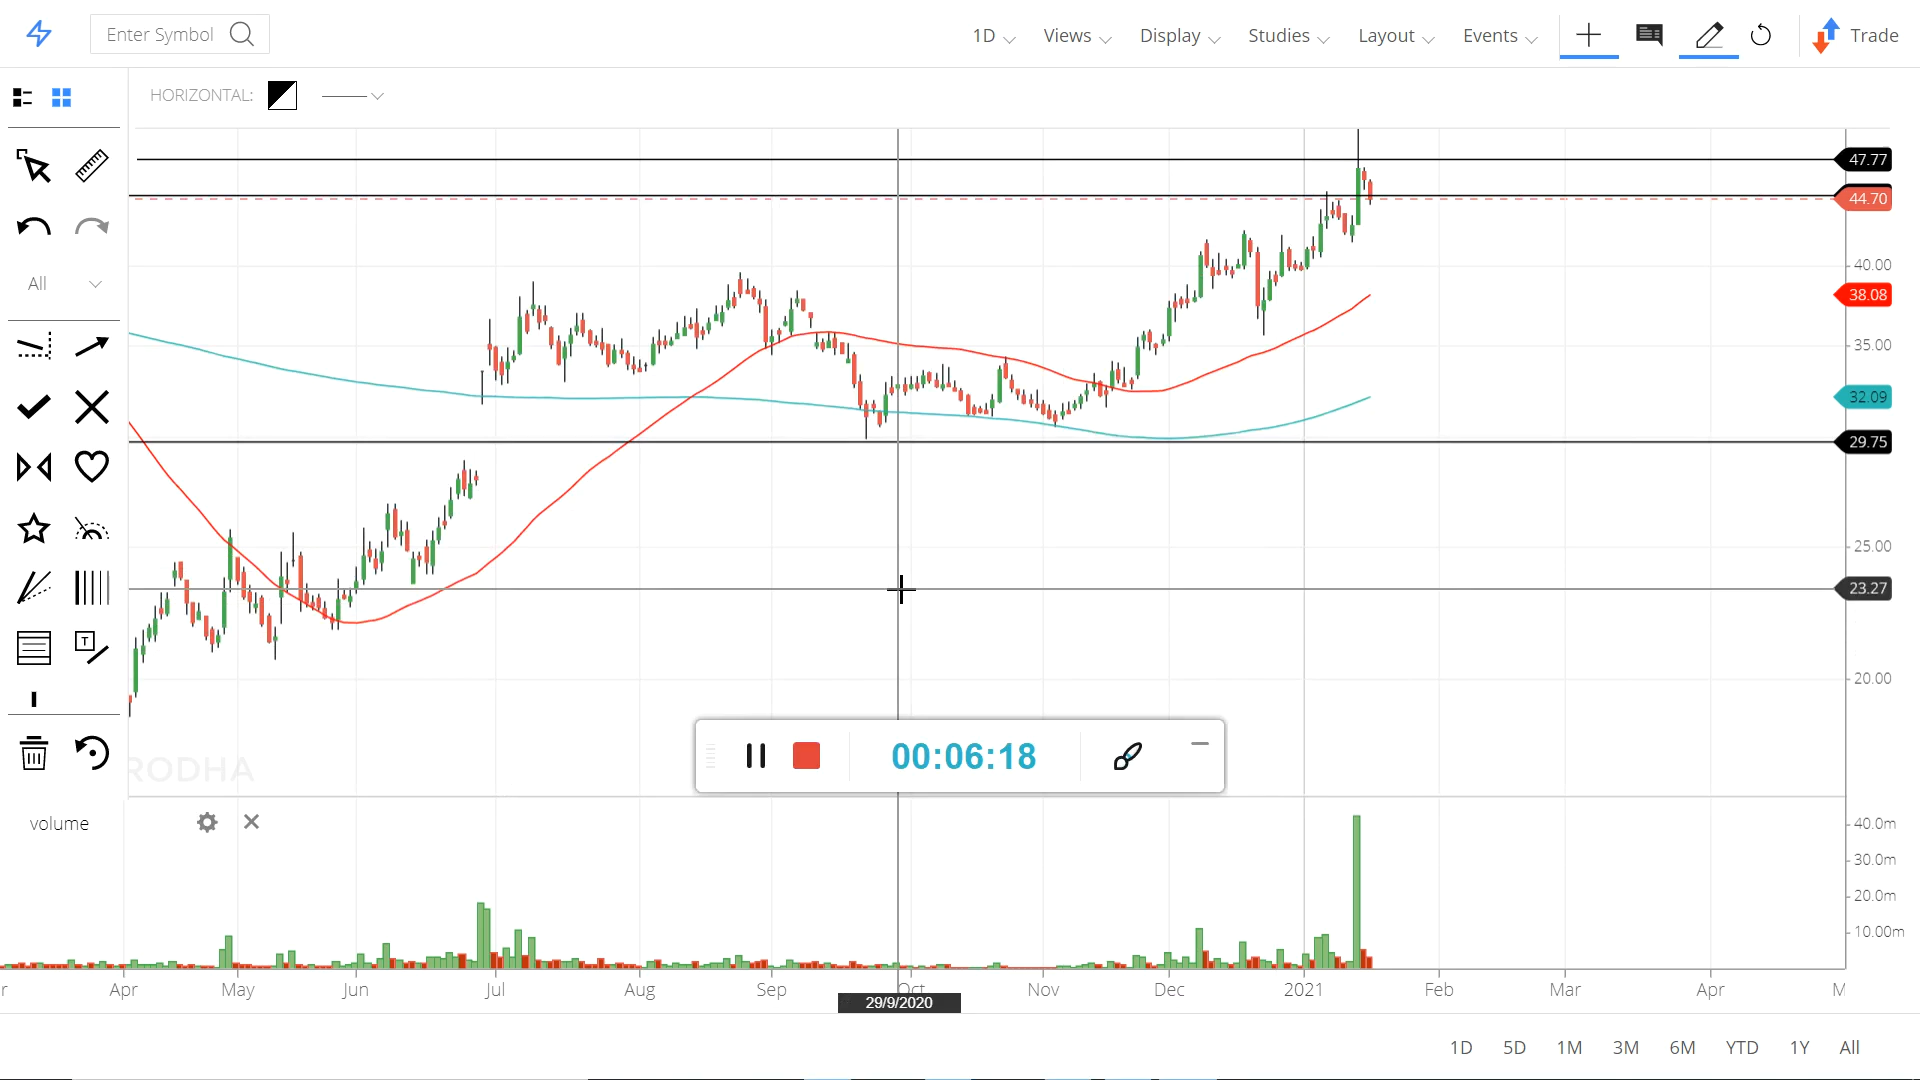 Enter Symbol
1D Views Display Studies Layout Events Trade
HORIZONTAL:
All
T
47.77
44.70
40.00
38.08
35.00
32.09
29.75
25.00
23.27
20.00
RODHA
00:06:18
volume
40.0m
30.0m
20.0m
10.00m
r Apr May Jun Jul Aug Sep Oct Nov Dec 2021 Feb Mar Apr M
29/9/2020
1D 5D 1M 3M 6M YTD 1Y All